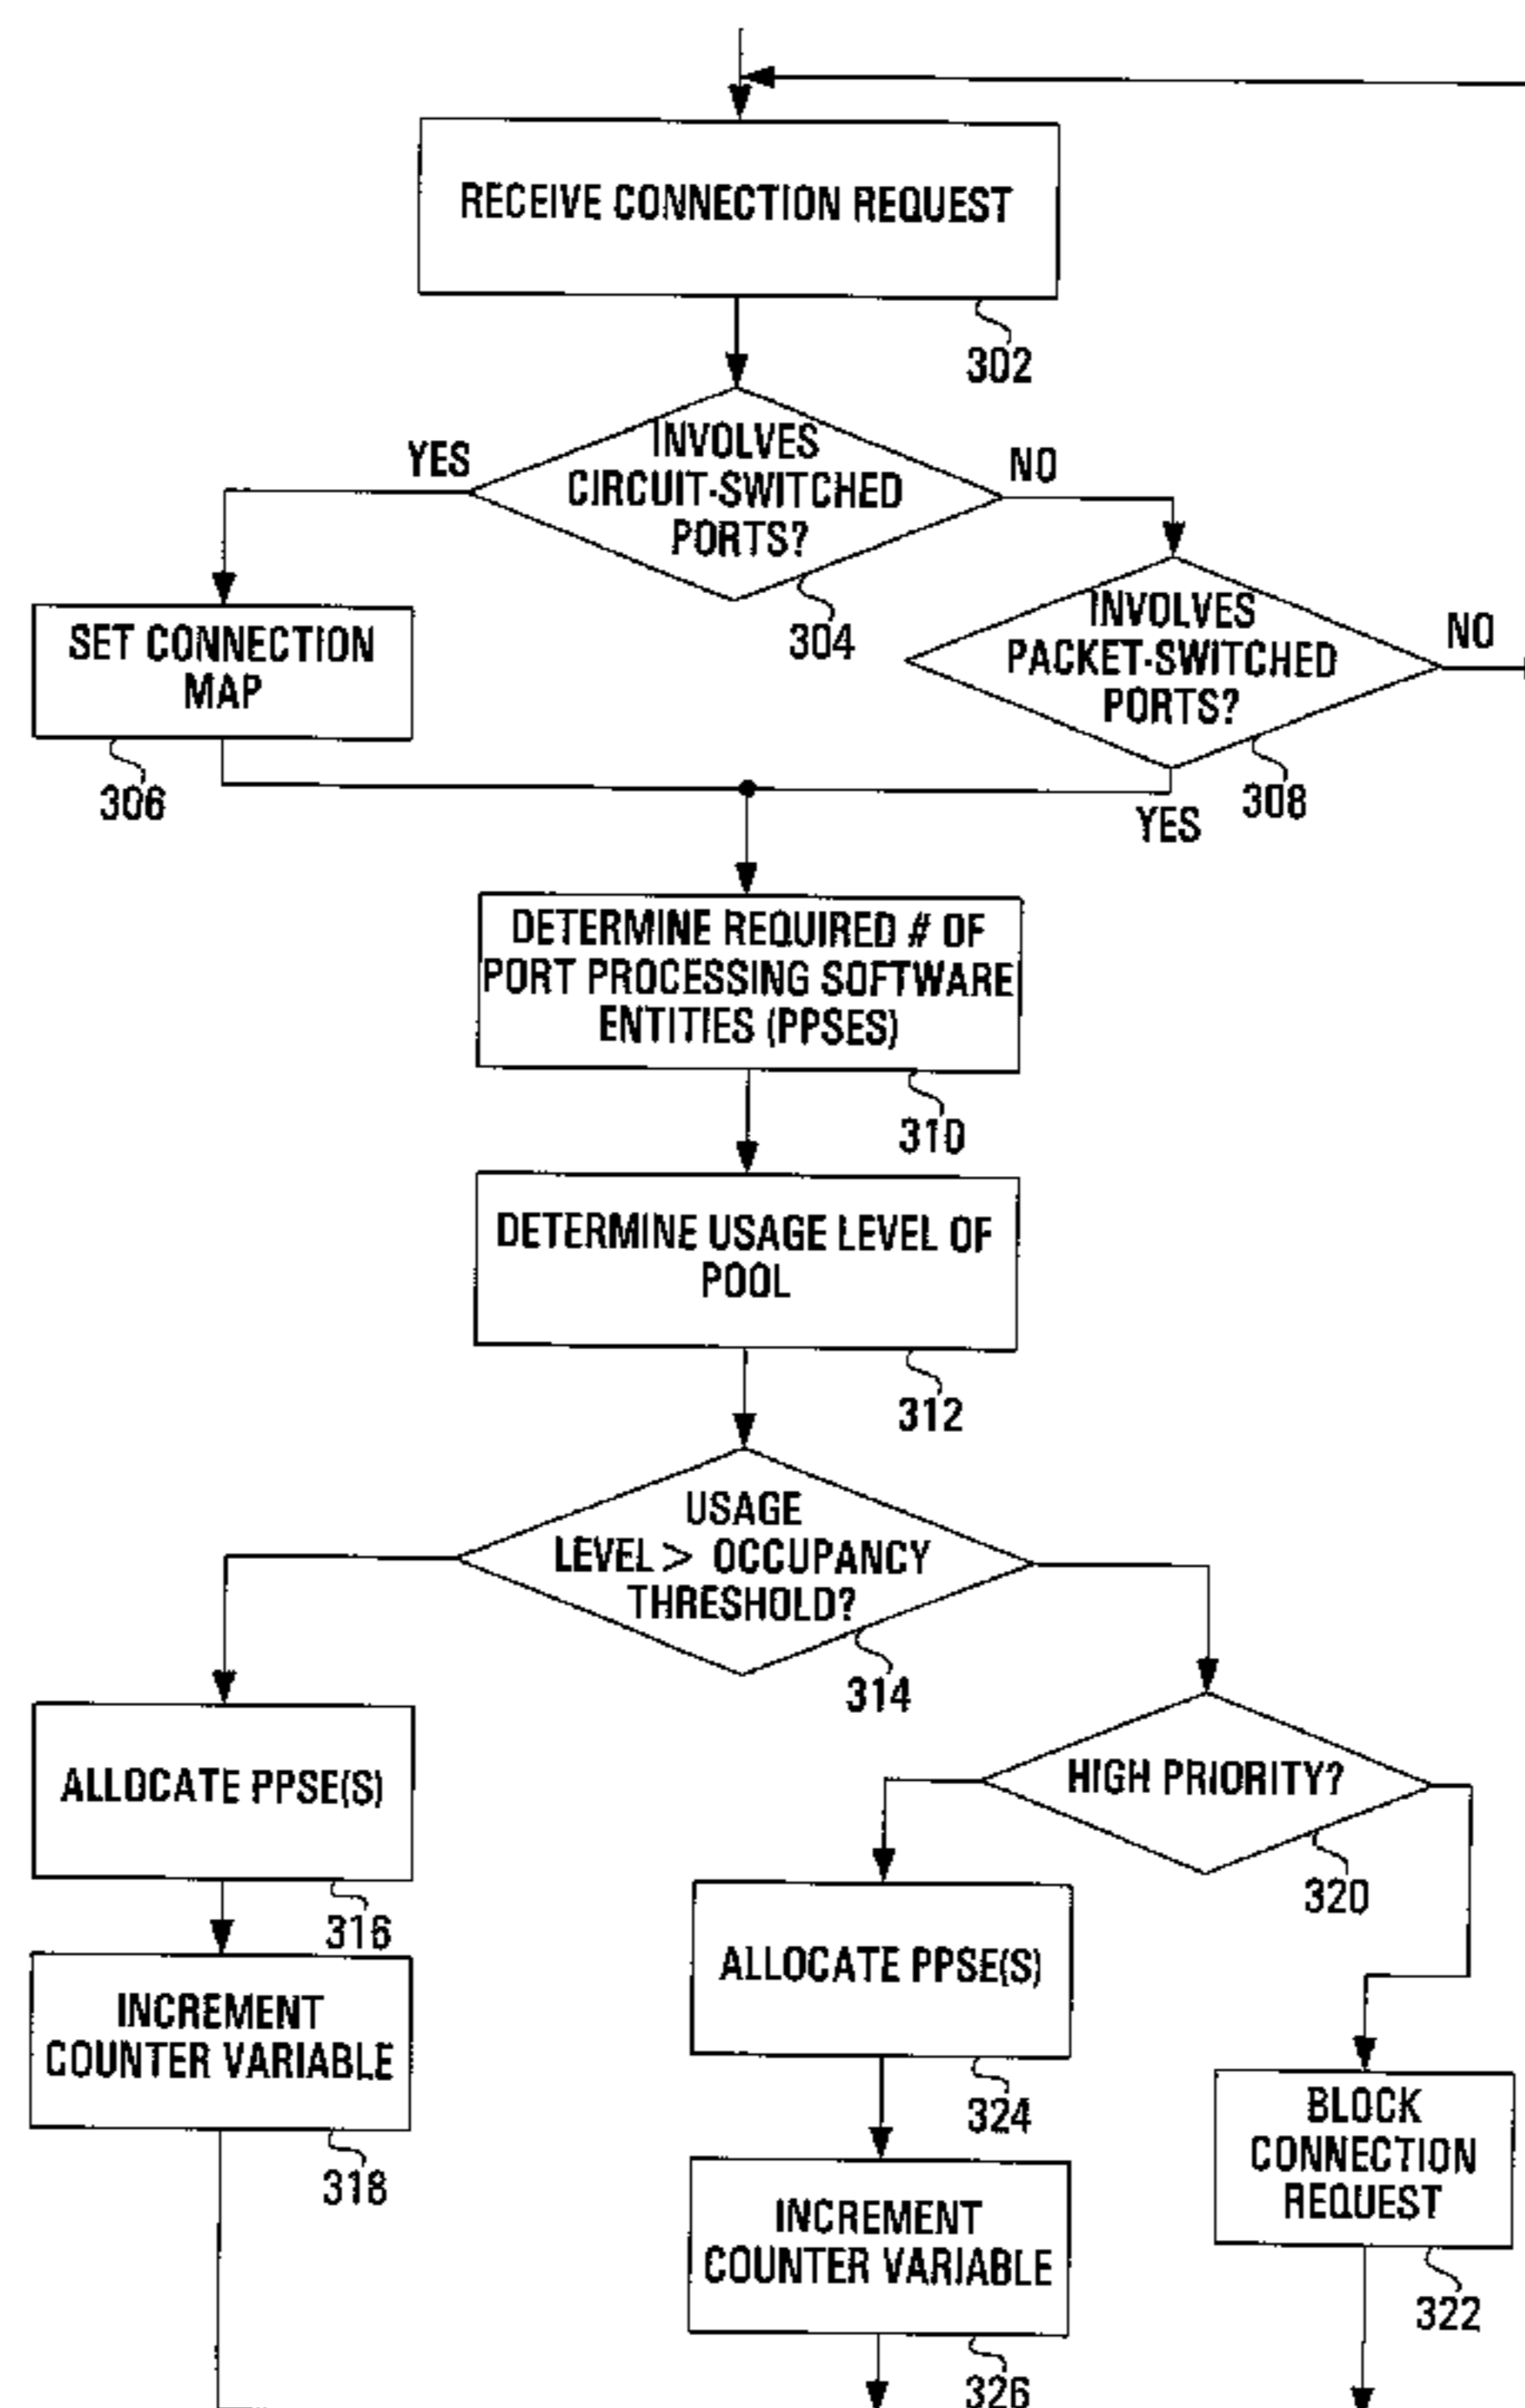 RECEIVE CONNECTION REQUEST
302
YES
INVOLVES
CIRCUIT-SWITCHED
PORTS?
NO
304
SET CONNECTION
MAP
306
INVOLVES
PACKET-SWITCHED
PORTS?
NO
308
YES
DETERMINE REQUIRED # OF
PORT PROCESSING SOFTWARE
ENTITIES (PPSES)
310
DETERMINE USAGE LEVEL OF
POOL
312
USAGE
LEVEL > OCCUPANCY
THRESHOLD?
314
ALLOCATE PPSE(S)
316
HIGH PRIORITY?
320
INCREMENT
COUNTER VARIABLE
318
ALLOCATE PPSE(S)
324
BLOCK
CONNECTION
REQUEST
322
INCREMENT
COUNTER VARIABLE
326